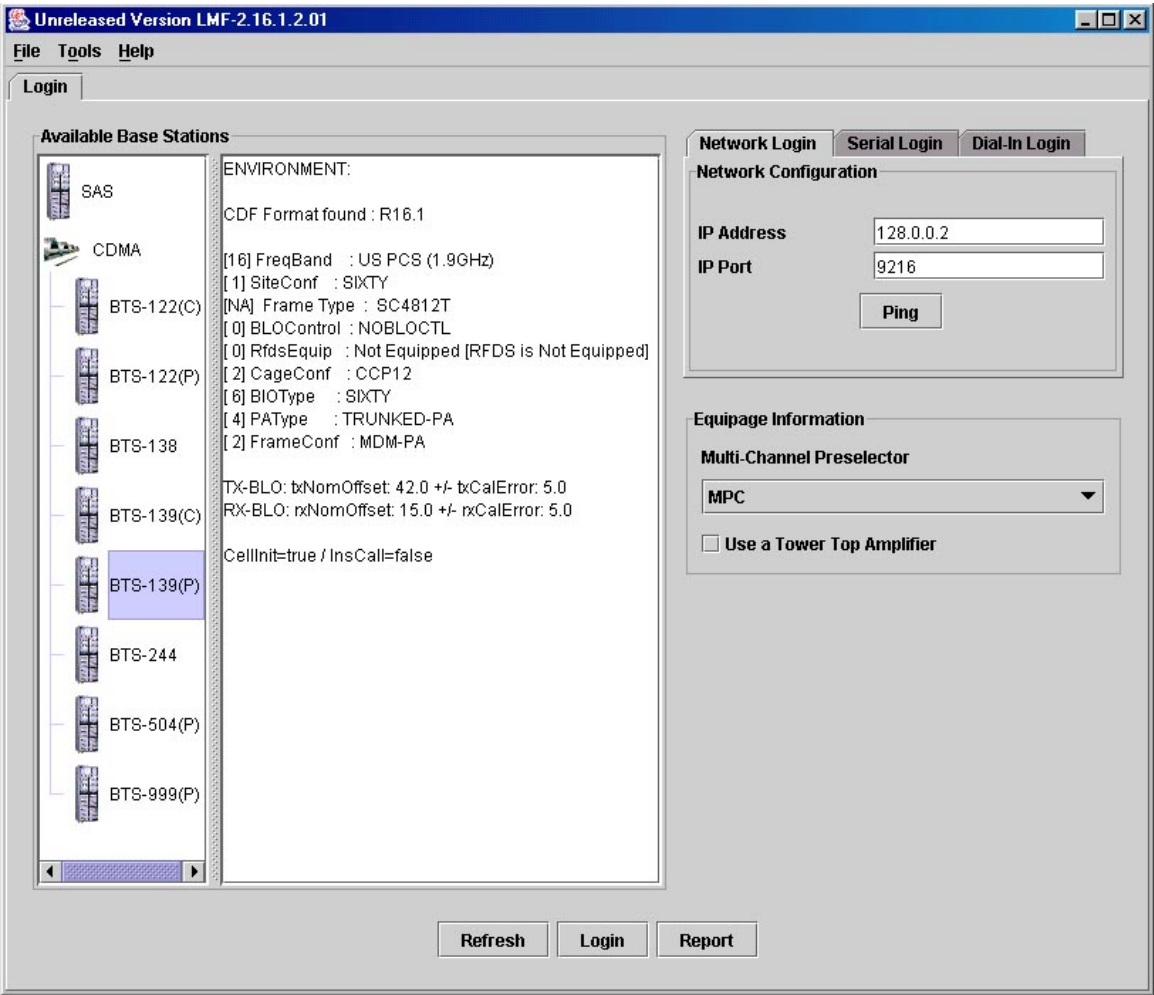 Unreleased Version LMF-2.16.1.2.01
File Tools Help
Login
Available Base Stations
SAS
CDMA
BTS-122(C)
BTS-122(P)
BTS-138
BTS-139(C)
BTS-139(P)
BTS-244
BTS-504(P)
BTS-999(P)
ENVIRONMENT:
CDF Format found : R16.1
[16] FreqBand : US PCS (1.9GHz)
[ 1] SiteConf : SIXTY
[NA] Frame Type : SC4812T
[ 0] BLOControl : NOBLOCTL
[ 0] RfdsEquip : Not Equipped [RFDS is Not Equipped]
[ 2] CageConf : CCP12
[ 6] BIOType : SIXTY
[ 4] PAType : TRUNKED-PA
[ 2] FrameConf : MDM-PA
TX-BLO: txNomOffset: 42.0 +/- txCalError: 5.0
RX-BLO: rxNomOffset: 15.0 +/- rxCalError: 5.0
CellInit=true / InsCall=false
Network Login Serial Login Dial-In Login
Network Configuration
IP Address 128.0.0.2
IP Port 9216
Ping
Equipage Information
Multi-Channel Preselector
MPC
Use a Tower Top Amplifier
Refresh Login Report